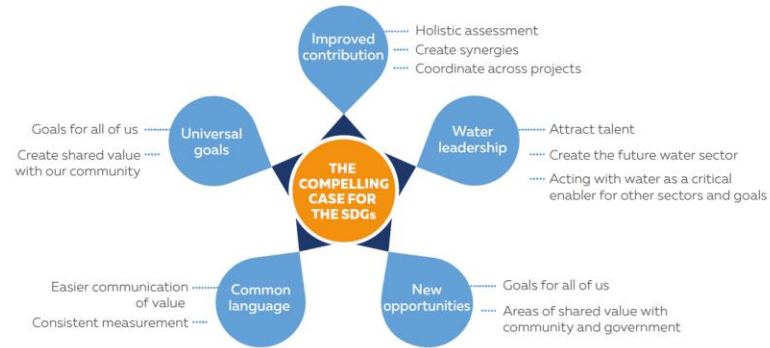 Improved
contribution
Holistic assessment
Create synergies
Coordinate across projects
Universal
goals
Goals for all of us
Create shared value
with our community
Water
leadership
Attract talent
Create the future water sector
Acting with water as a critical
enabler for other sectors and goals
THE
COMPELLING
CASE FOR
THE SDGs
Common
language
Easier communication
of value
Consistent measurement
New
opportunities
Goals for all of us
Areas of shared value with
community and government